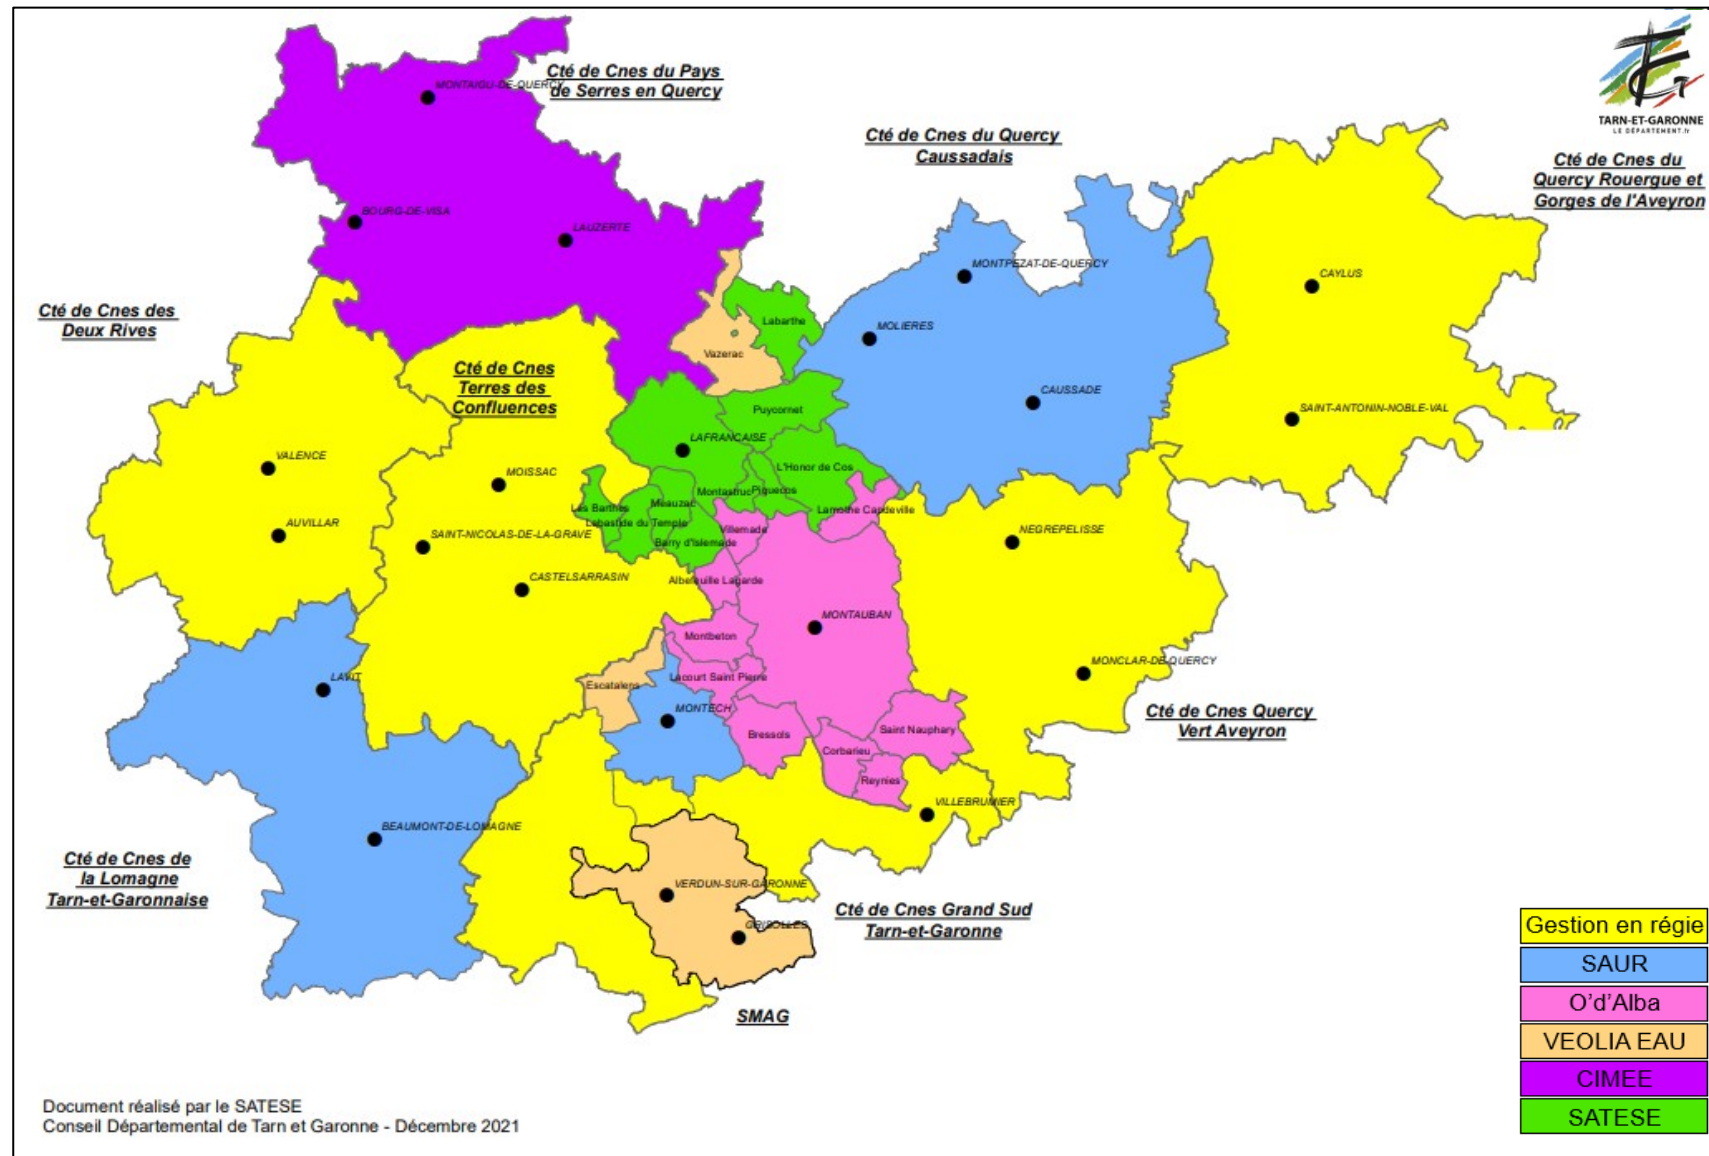 Cté de Cnes du Pays
de Serres en Quercy
MONTAIGU-DE-QUERCY
TARN-ET-GARONNE
LE DÉPARTEMENT.fr
Cté de Cnes du Quercy
Caussadais
Cté de Cnes du
Quercy Rouergue et
Gorges de l'Aveyron
BOURG-DE-VISA
LAUZERTE
MONTPEZAT-DE-QUERCY
CAYLUS
Cté de Cnes des
Deux Rives
Labarthe
MOLIERES
Vazerac
Cté de Cnes
Terres des
Confluences
CAUSSADE
Puycornet
SAINT-ANTONIN-NOBLE-VAL
LAFRANCAISE
VALENCE
MOISSAC
L'Honor de Cos
Montastruc
Piquecos
Meauzac
Les Barthes
Lamothe Capdeville
AUVILLAR
Labastide du Temple
Villemade
SAINT-NICOLAS-DE-LA-GRAVE
Barry d'Islemade
NEGREPELISSE
CASTELSARRASIN
Albefeuille Lagarde
MONTAUBAN
Montbeton
MONCLAR-DE-QUERCY
LAVIT
Escatalens
Lacourt Saint Pierre
MONTECH
Cté de Cnes Quercy
Vert Aveyron
Bressols
Saint Nauphary
Corbarieu
Reynies
VILLEBRUMIER
BEAUMONT-DE-LOMAGNE
Cté de Cnes de
la Lomagne
Tarn-et-Garonnaise
VERDUN-SUR-GARONNE
Cté de Cnes Grand Sud
Tarn-et-Garonne
GRISOLLES
SMAG
Gestion en régie
SAUR
O’d’Alba
VEOLIA EAU
CIMEE
SATESE
Document réalisé par le SATESE
Conseil Départemental de Tarn et Garonne - Décembre 2021